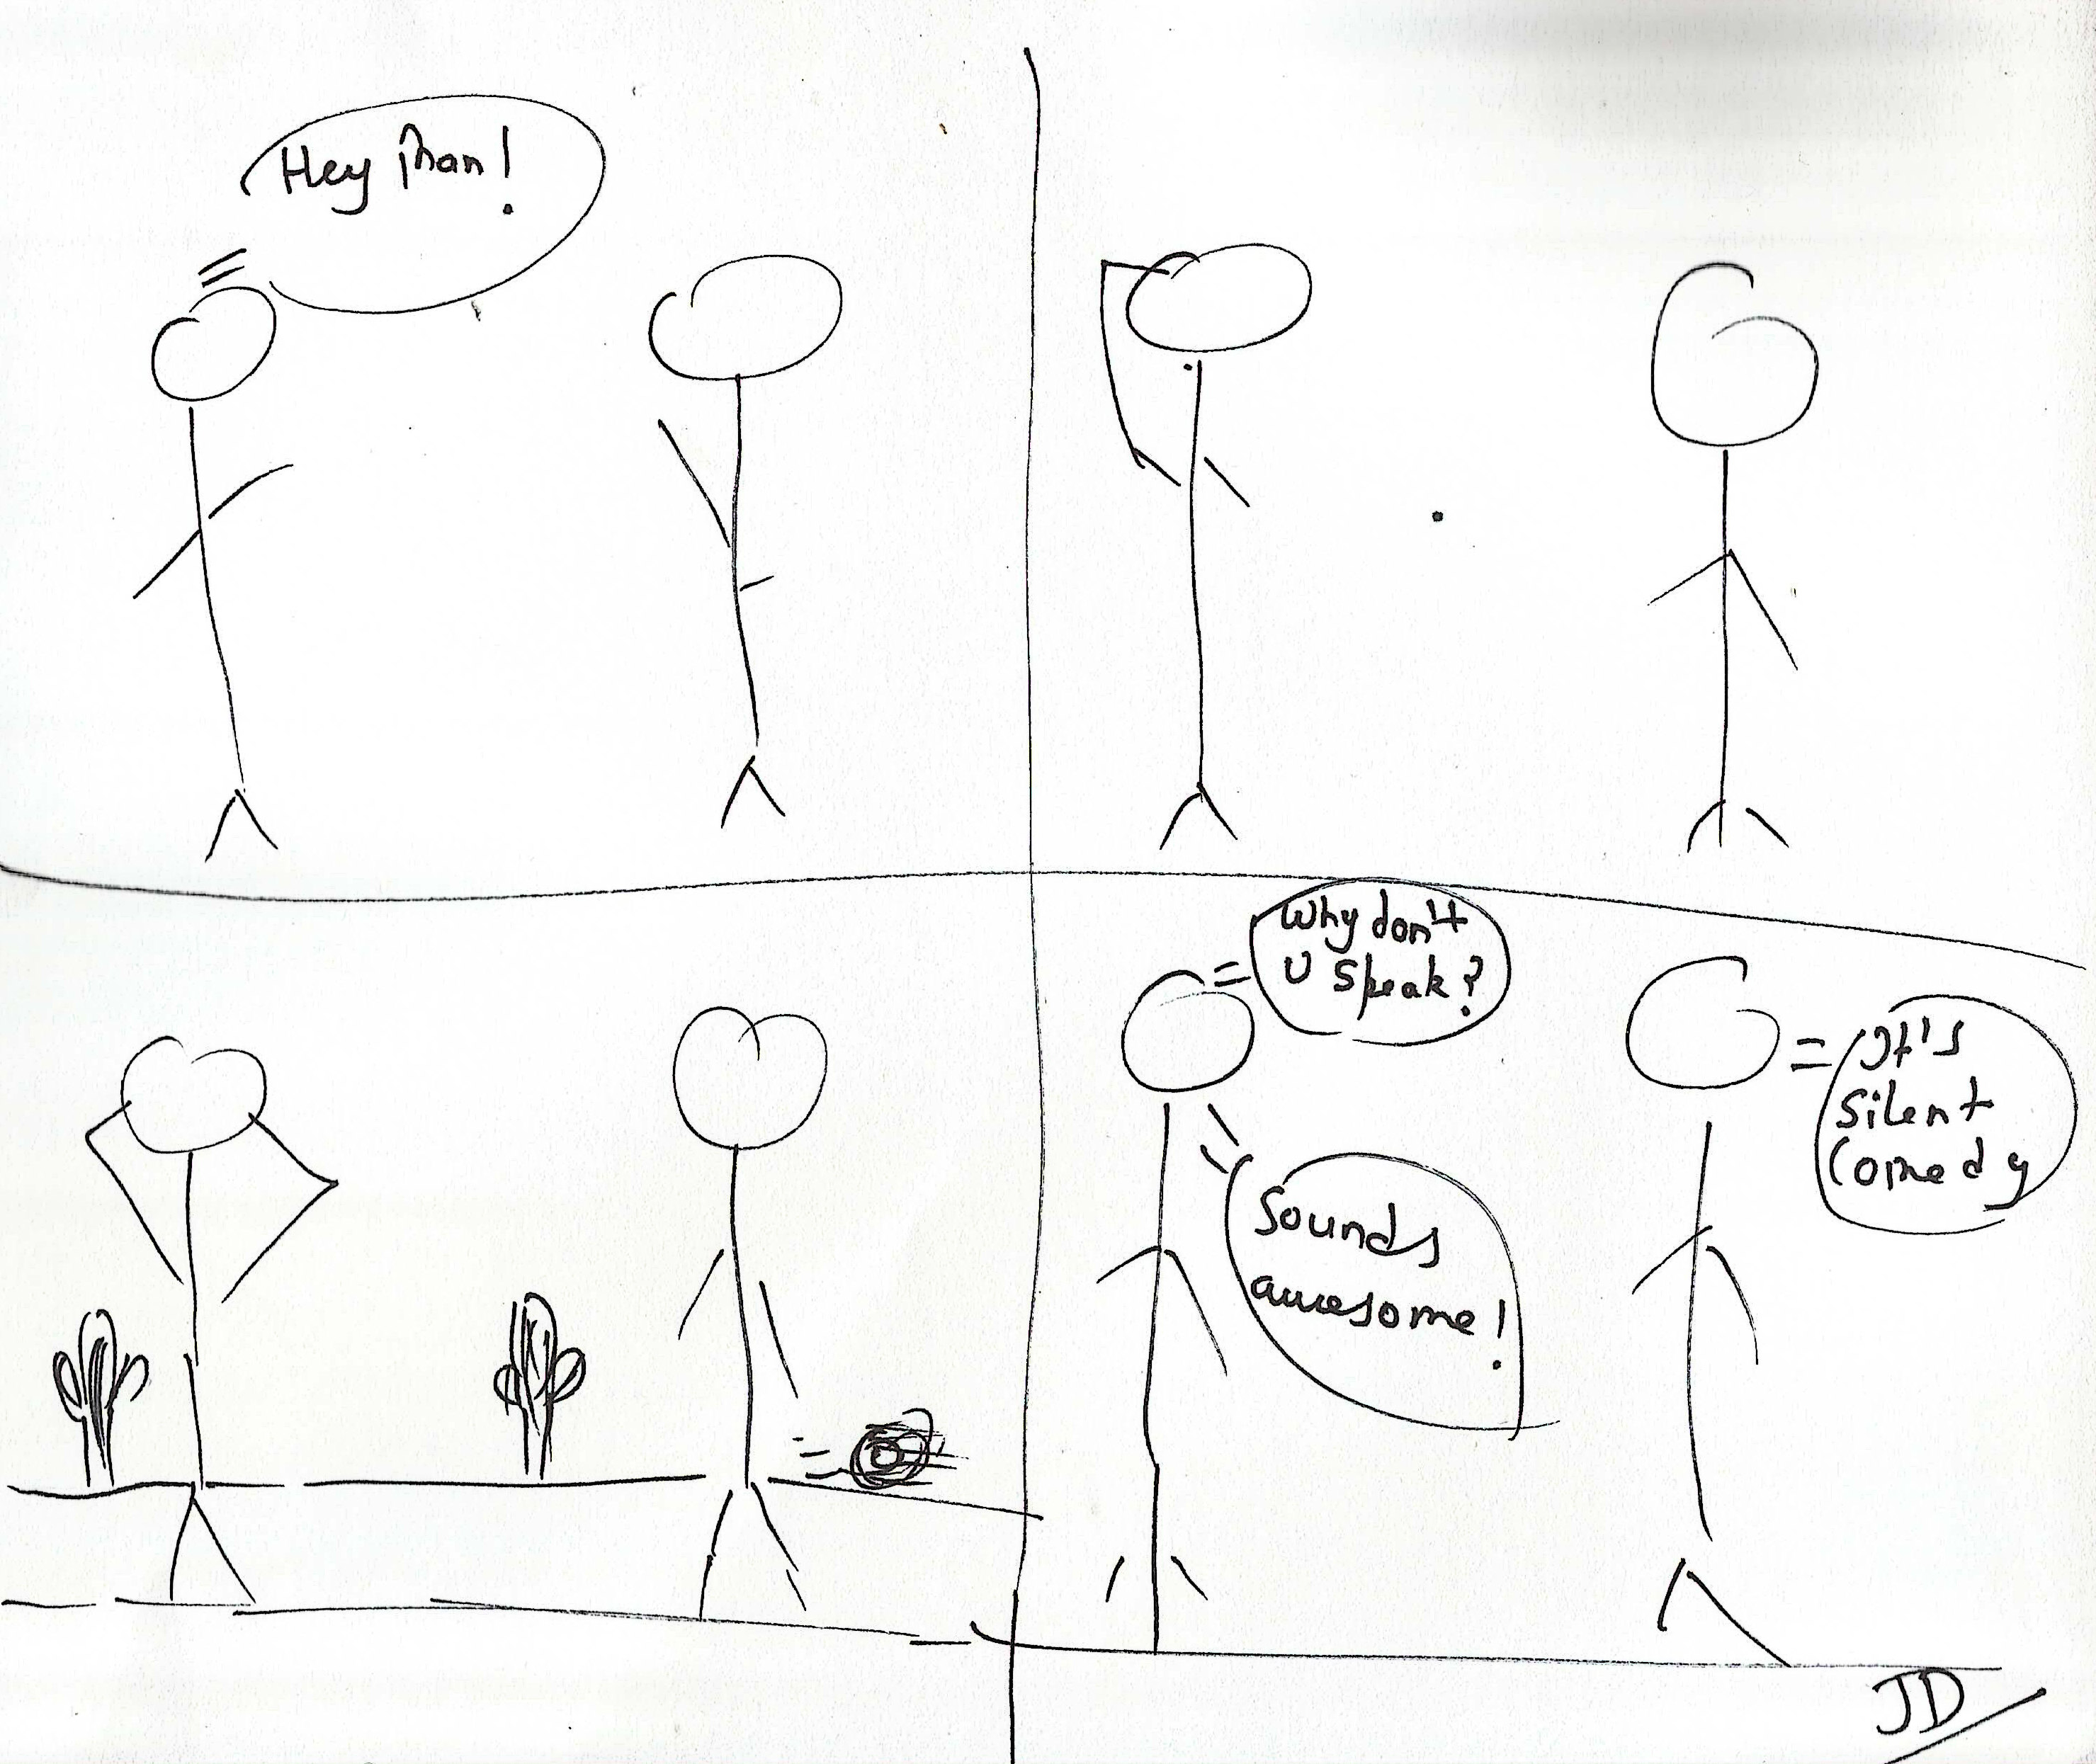 Hey man!
Why don't
U Speak?
It's
Silent
Comedy
Sounds
awesome!
JD